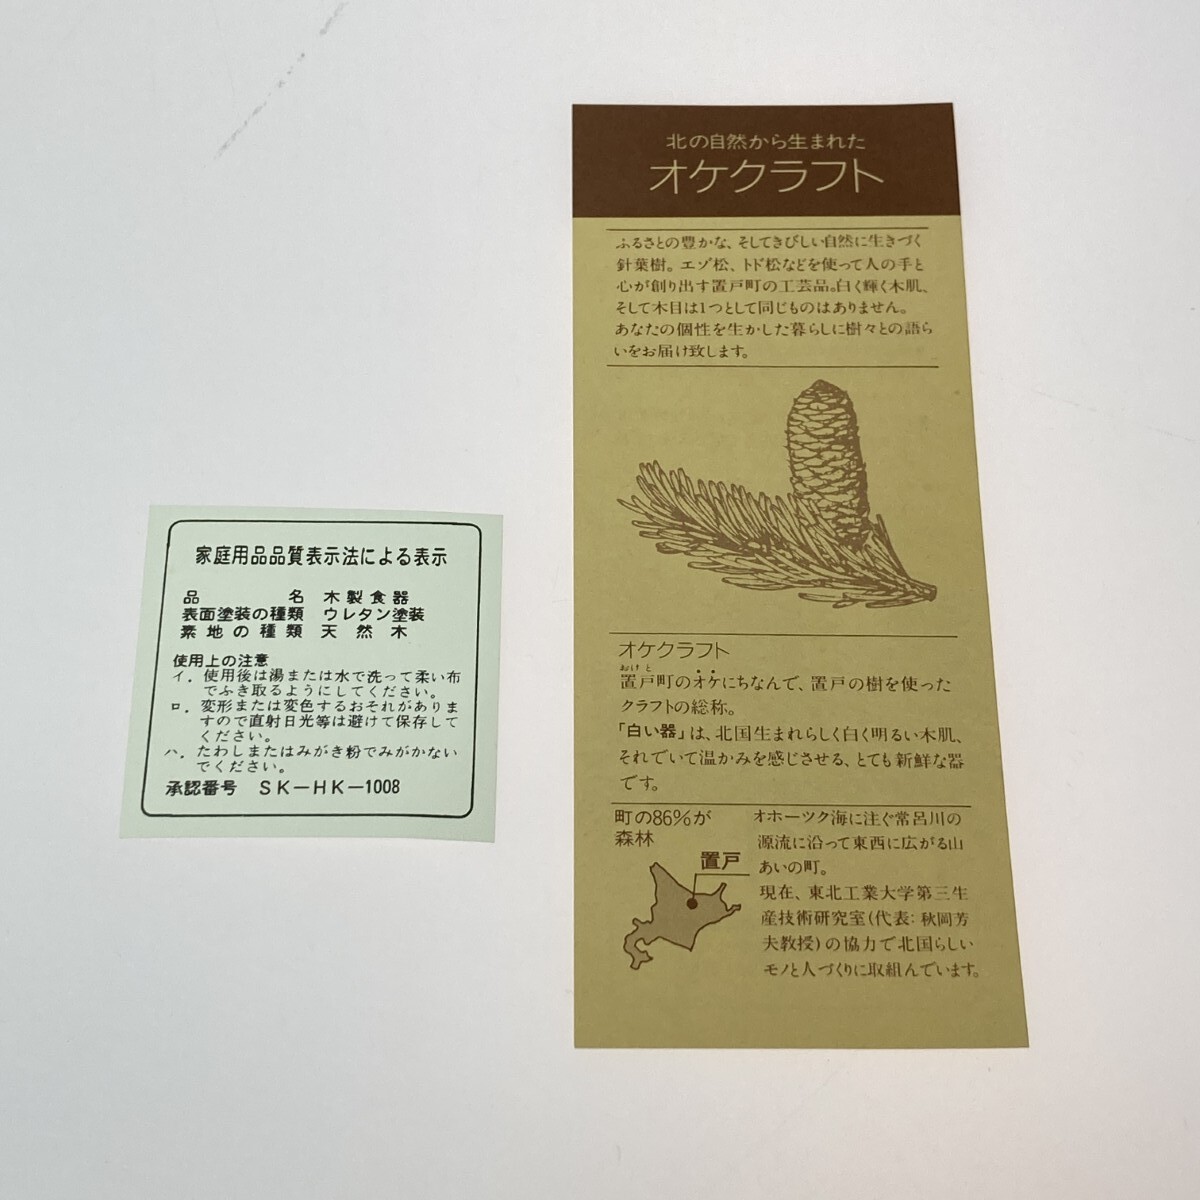 北の自然から生まれた
オケクラフト
ふるさとの豊かな、そしてきびしい自然に生きづく
針葉樹。エゾ松、トド松などを使って人の手と
心が創り出す置戸町の工芸品。白く輝く木肌、
そして木目は1つとして同じものはありません。
あなたの個性を生かした暮らしに樹々との語ら
いをお届け致します。
オケクラフト
おけと
置戸町のオケにちなんで、置戸の樹を使った
クラフトの総称。
「白い器」は、北国生まれらしく白く明るい木肌、
それでいて温かみを感じさせる、とても新鮮な器
です。
町の86%が
森林
置戸
オホーツク海に注ぐ常呂川の
源流に沿って東西に広がる山
あいの町。
現在、東北工業大学第三生
産技術研究室(代表:秋岡芳
夫教授)の協力で北国らしい
モノと人づくりに取組んでいます。
家庭用品品質表示法による表示
品名 木製食器
表面塗装の種類 ウレタン塗装
素地の種類 天然木
使用上の注意
イ．使用後は湯または水で洗って柔い布
でふき取るようにしてください。
ロ．変形または変色するおそれがありま
すので直射日光等は避けて保存して
ください。
ハ．たわしまたはみがき粉でみがかない
でください。
承認番号 SK－HK－1008